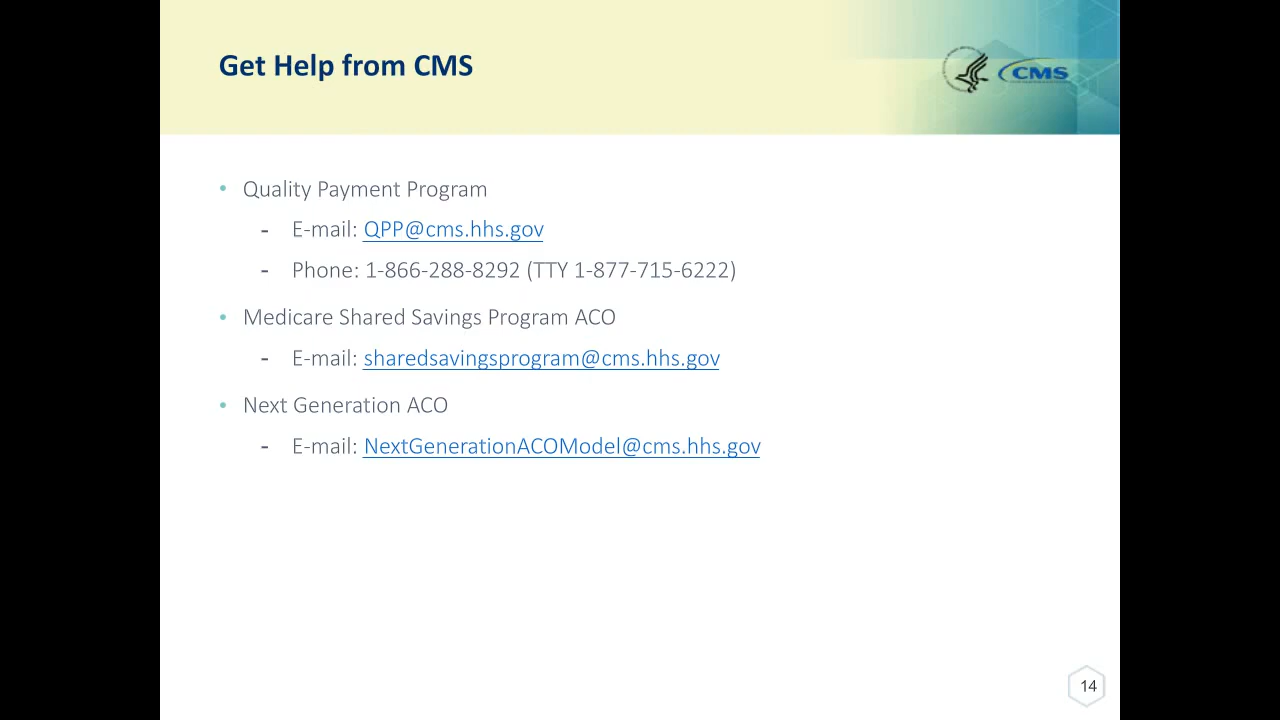 Get Help from CMS
CMS
• Quality Payment Program
- E-mail: QPP@cms.hhs.gov
- Phone: 1-866-288-8292 (TTY 1-877-715-6222)
• Medicare Shared Savings Program ACO
- E-mail: sharedsavingsprogram@cms.hhs.gov
• Next Generation ACO
- E-mail: NextGenerationACOModel@cms.hhs.gov
14